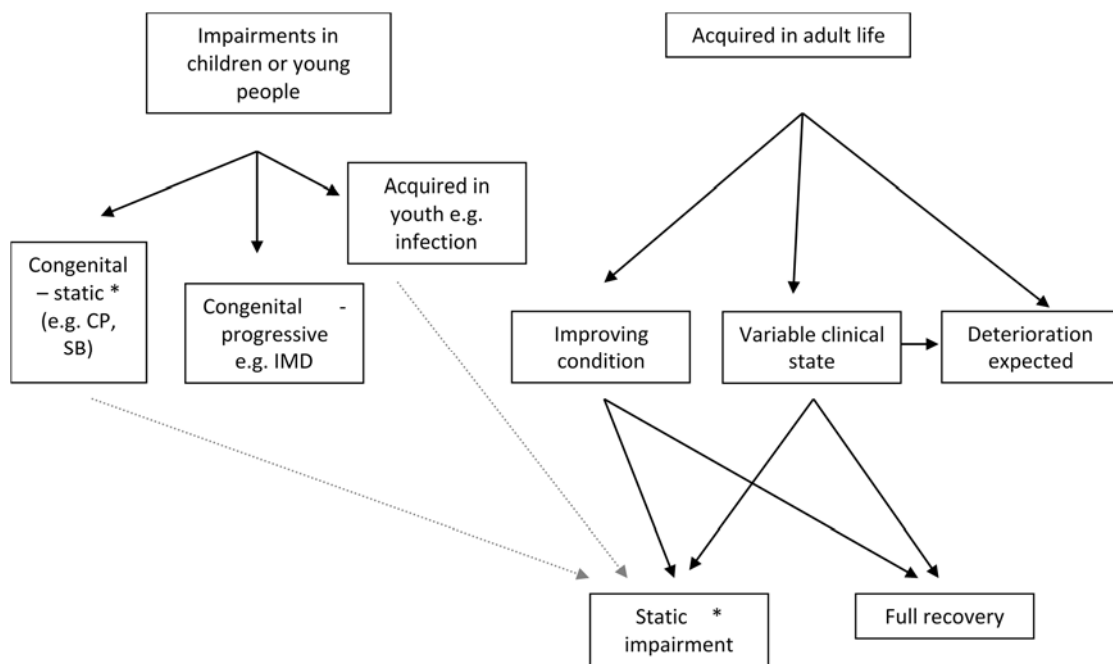 Impairments in
children or young
people
Acquired in adult life
Acquired in
youth e.g.
infection
Congenital
– static *
(e.g. CP,
SB)
Congenital -
progressive
e.g. IMD
Improving
condition
Variable clinical
state
Deterioration
expected
Static *
impairment
Full recovery